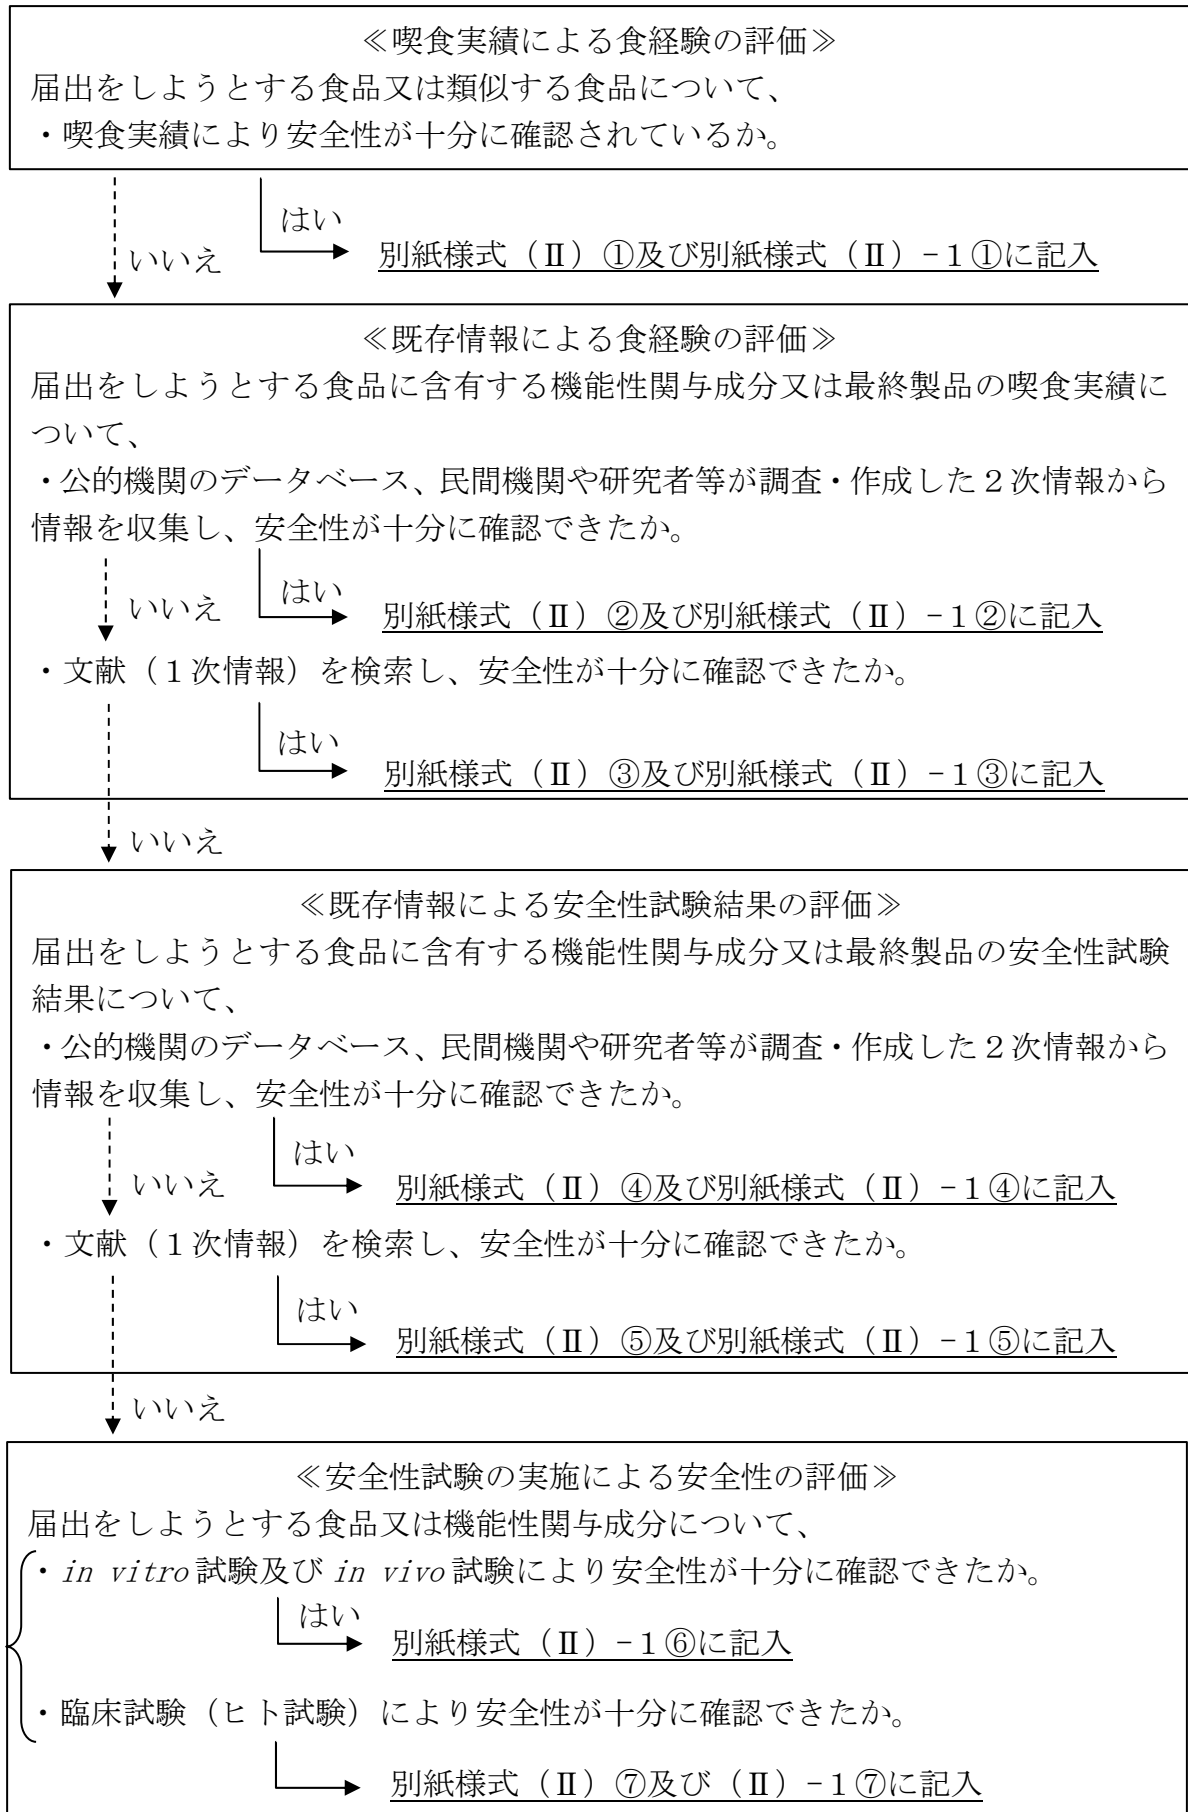 ≪喫食実績による食経験の評価≫
届出をしようとする食品又は類似する食品について、
・喫食実績により安全性が十分に確認されているか。
はい
いいえ
別紙様式（Ⅱ）①及び別紙様式（Ⅱ）-１①に記入
≪既存情報による食経験の評価≫
届出をしようとする食品に含有する機能性関与成分又は最終製品の喫食実績に
ついて、
・公的機関のデータベース、民間機関や研究者等が調査・作成した２次情報から
情報を収集し、安全性が十分に確認できたか。
はい
いいえ
別紙様式（Ⅱ）②及び別紙様式（Ⅱ）-１②に記入
・文献（１次情報）を検索し、安全性が十分に確認できたか。
はい
別紙様式（Ⅱ）③及び別紙様式（Ⅱ）-１③に記入
いいえ
≪既存情報による安全性試験結果の評価≫
届出をしようとする食品に含有する機能性関与成分又は最終製品の安全性試験
結果について、
・公的機関のデータベース、民間機関や研究者等が調査・作成した２次情報から
情報を収集し、安全性が十分に確認できたか。
はい
いいえ
別紙様式（Ⅱ）④及び別紙様式（Ⅱ）-１④に記入
・文献（１次情報）を検索し、安全性が十分に確認できたか。
はい
別紙様式（Ⅱ）⑤及び別紙様式（Ⅱ）-１⑤に記入
いいえ
≪安全性試験の実施による安全性の評価≫
届出をしようとする食品又は機能性関与成分について、
・in vitro試験及びin vivo試験により安全性が十分に確認できたか。
はい
別紙様式（Ⅱ）-１⑥に記入
・臨床試験（ヒト試験）により安全性が十分に確認できたか。
別紙様式（Ⅱ）⑦及び（Ⅱ）-１⑦に記入